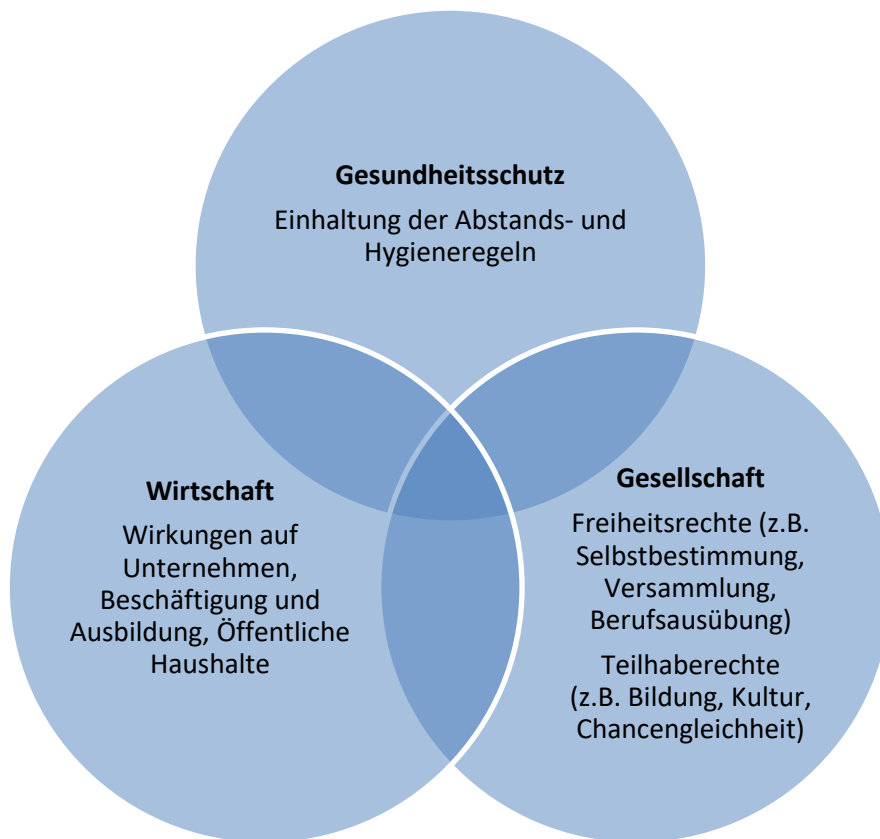 Gesundheitsschutz
Einhaltung der Abstands- und
Hygieneregeln
Wirtschaft
Wirkungen auf
Unternehmen,
Beschäftigung und
Ausbildung, Öffentliche
Haushalte
Gesellschaft
Freiheitsrechte (z.B.
Selbstbestimmung,
Versammlung,
Berufsausübung)
Teilhaberechte
(z.B. Bildung, Kultur,
Chancengleichheit)